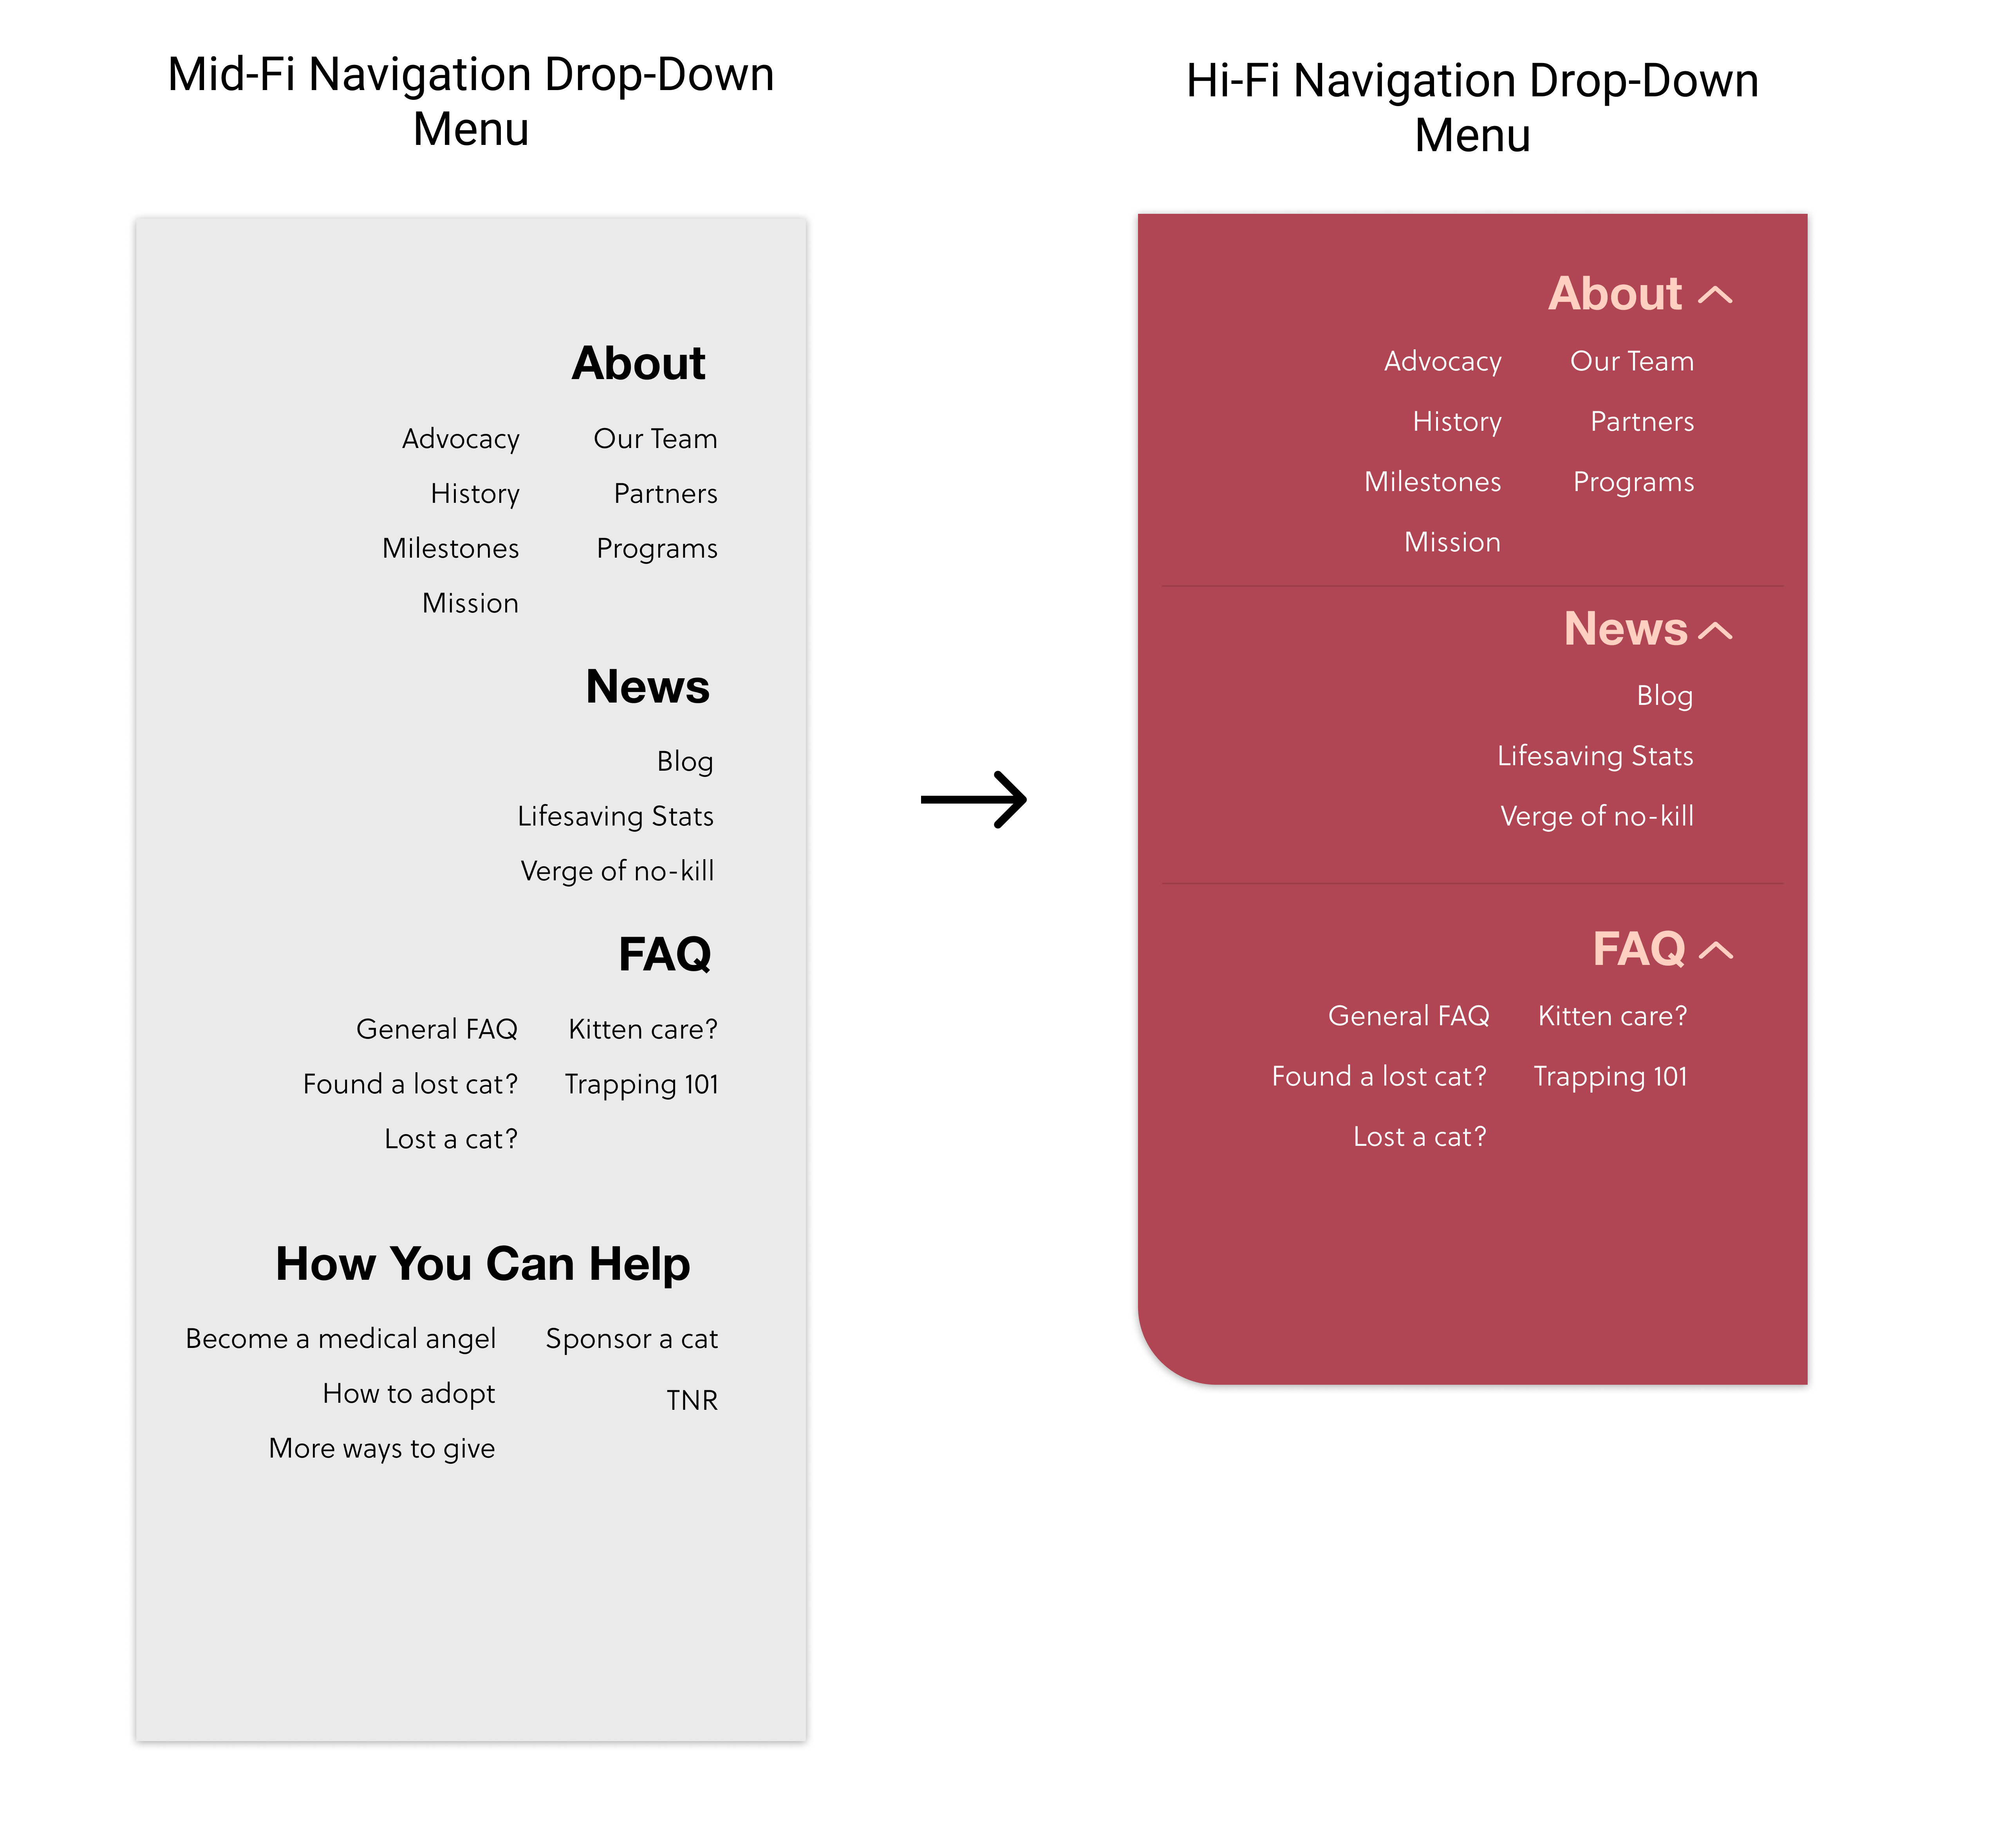 Mid-Fi Navigation Drop-Down
Menu
About
Advocacy Our Team
History Partners
Milestones Programs
Mission
News
Blog
Lifesaving Stats
Verge of no-kill
FAQ
General FAQ Kitten care?
Found a lost cat? Trapping 101
Lost a cat?
How You Can Help
Become a medical angel Sponsor a cat
How to adopt TNR
More ways to give
Hi-Fi Navigation Drop-Down
Menu
About
Advocacy Our Team
History Partners
Milestones Programs
Mission
News
Blog
Lifesaving Stats
Verge of no-kill
FAQ
General FAQ Kitten care?
Found a lost cat? Trapping 101
Lost a cat?